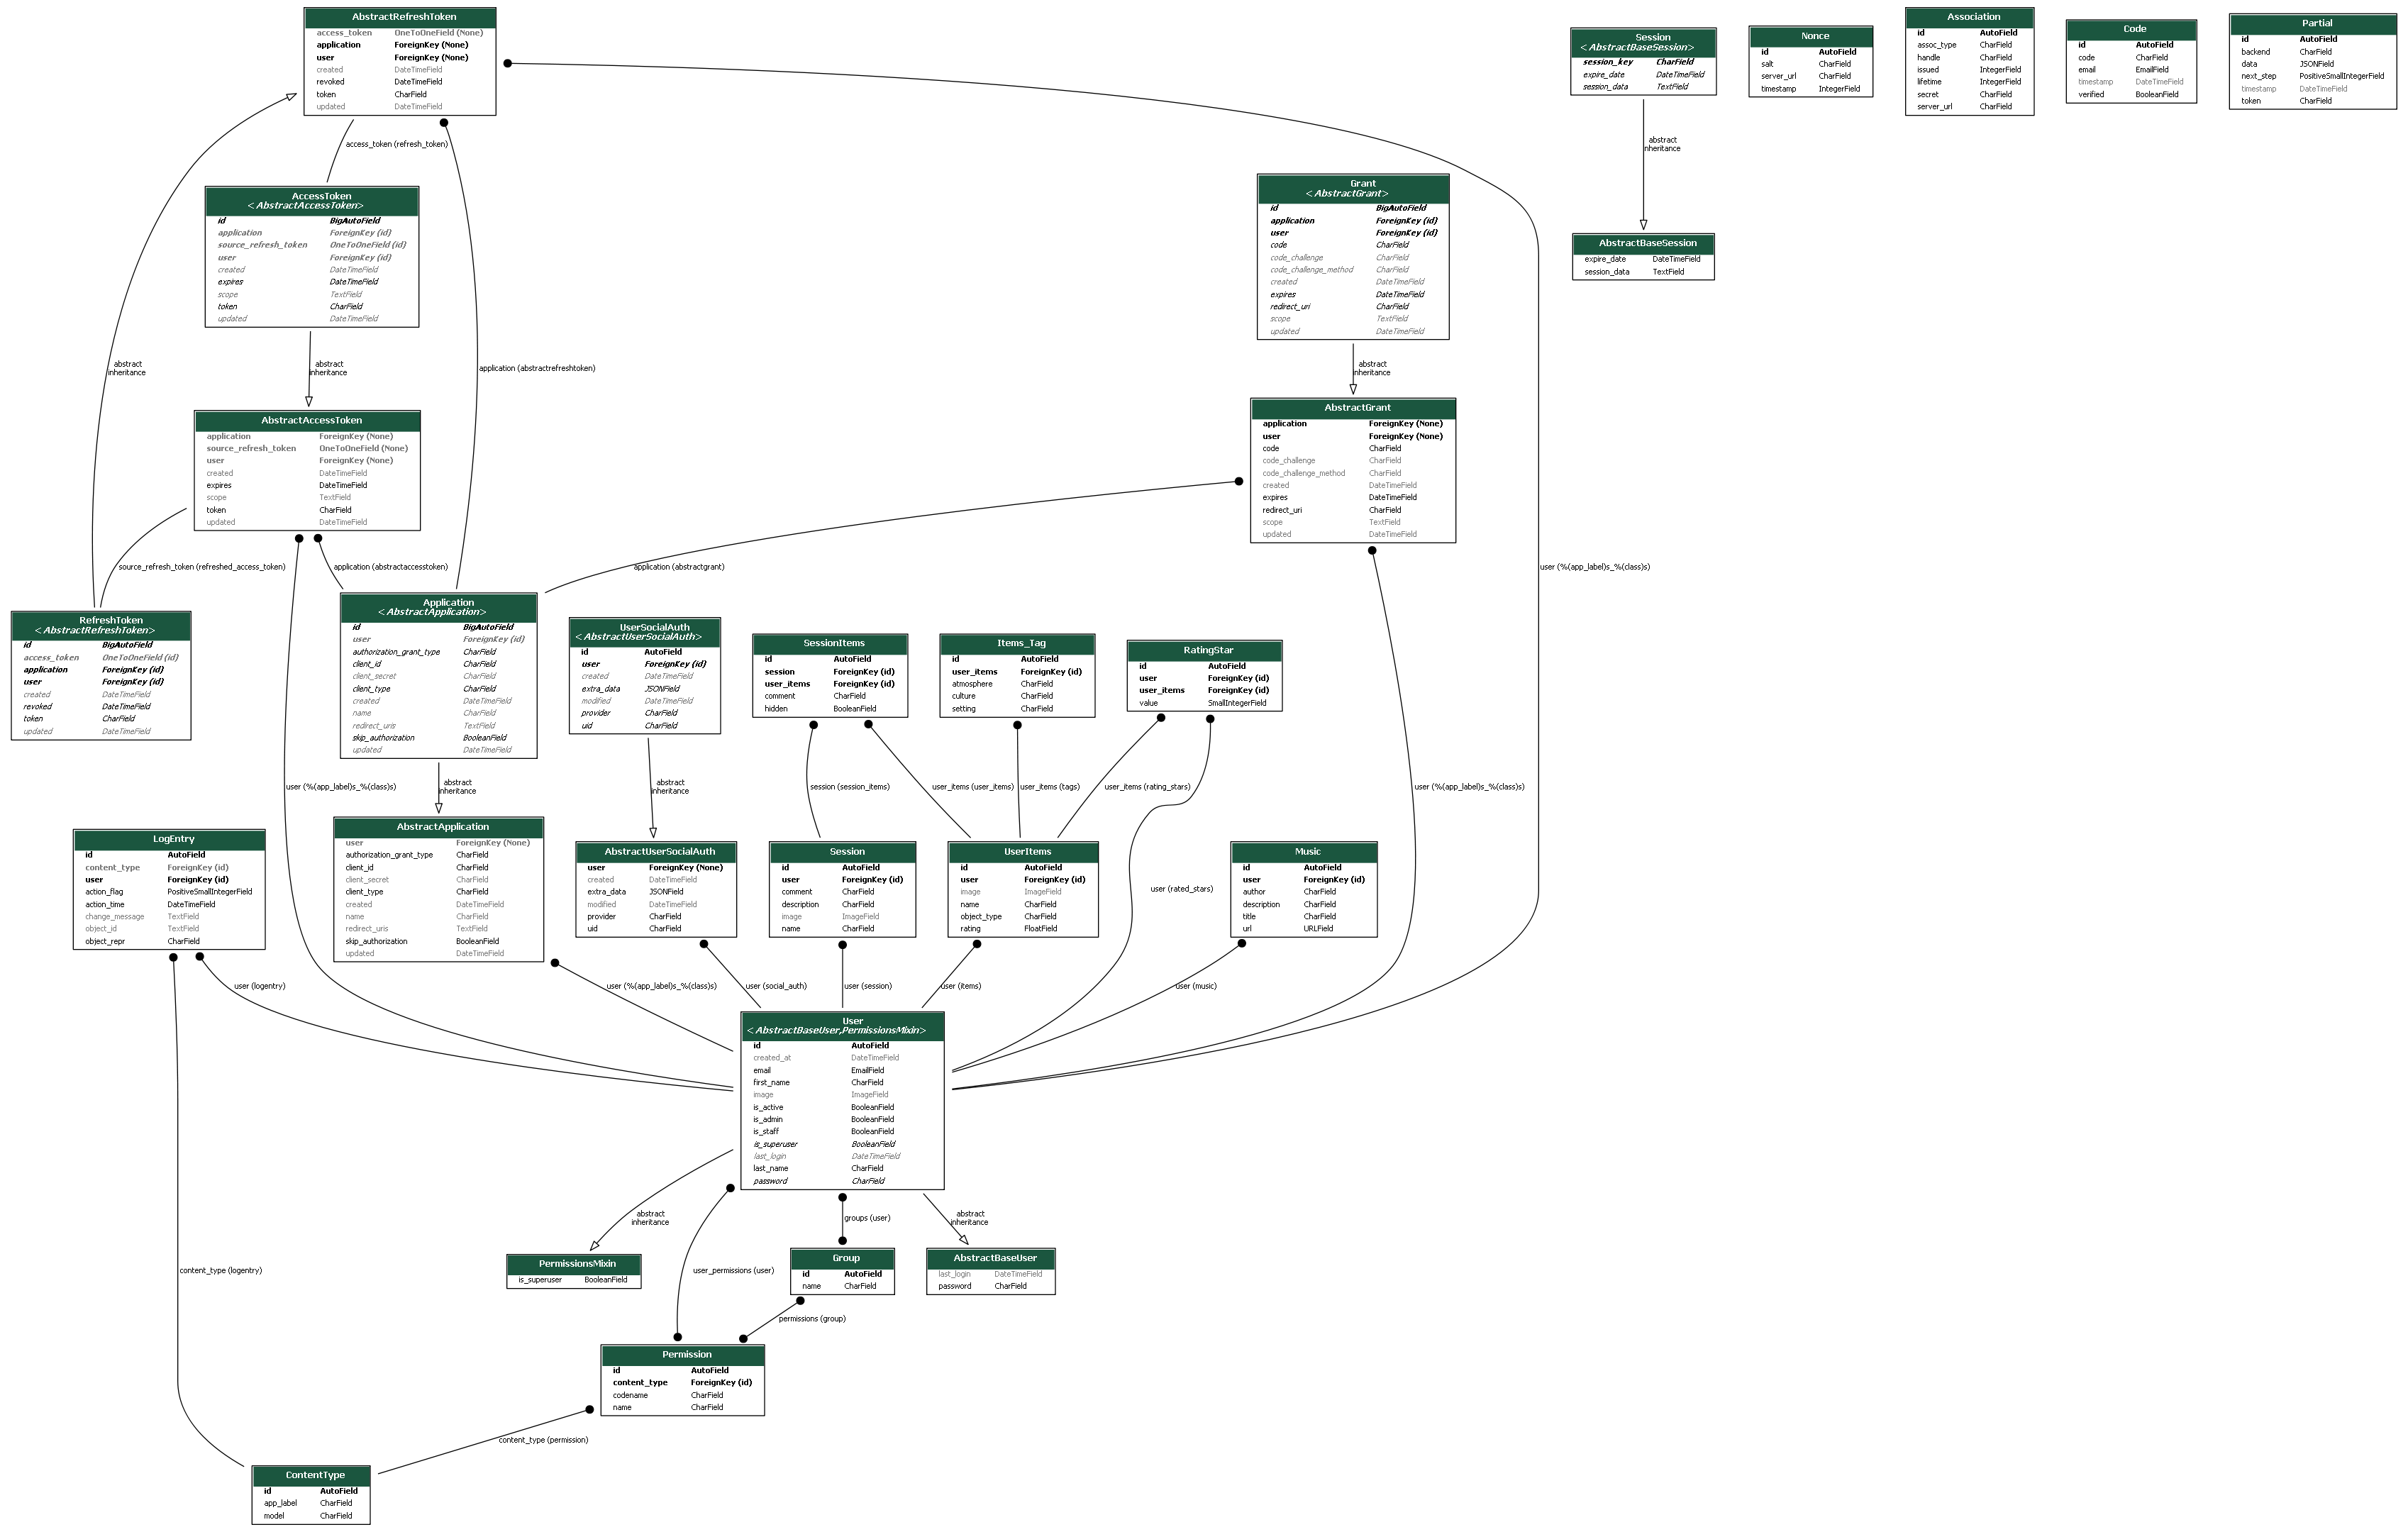 AbstractRefreshToken
access_token OneToOneField (None)
application ForeignKey (None)
user ForeignKey (None)
created DateTimeField
revoked DateTimeField
token CharField
updated DateTimeField
Session
<AbstractBaseSession>
session_key CharField
expire_date DateTimeField
session_data TextField
Nonce
id AutoField
salt CharField
server_url CharField
timestamp IntegerField
Association
id AutoField
assoc_type CharField
handle CharField
issued IntegerField
lifetime IntegerField
secret CharField
server_url CharField
Code
id AutoField
code CharField
email EmailField
timestamp DateTimeField
verified BooleanField
Partial
id AutoField
backend CharField
data JSONField
next_step PositiveSmallIntegerField
timestamp DateTimeField
token CharField
access_token (refresh_token)
abstract
inheritance
AccessToken
<AbstractAccessToken>
id BigAutoField
application ForeignKey (id)
source_refresh_token OneToOneField (id)
user ForeignKey (id)
created DateTimeField
expires DateTimeField
scope TextField
token CharField
updated DateTimeField
Grant
<AbstractGrant>
id BigAutoField
application ForeignKey (id)
user ForeignKey (id)
code CharField
code_challenge CharField
code_challenge_method CharField
created DateTimeField
expires DateTimeField
redirect_uri CharField
scope TextField
updated DateTimeField
AbstractBaseSession
expire_date DateTimeField
session_data TextField
abstract
inheritance
abstract
inheritance
application (abstractrefreshtoken)
abstract
inheritance
AbstractAccessToken
application ForeignKey (None)
source_refresh_token OneToOneField (None)
user ForeignKey (None)
created DateTimeField
expires DateTimeField
scope TextField
token CharField
updated DateTimeField
AbstractGrant
application ForeignKey (None)
user ForeignKey (None)
code CharField
code_challenge CharField
code_challenge_method CharField
created DateTimeField
expires DateTimeField
redirect_uri CharField
scope TextField
updated DateTimeField
source_refresh_token (refreshed_access_token)
application (abstractaccesstoken)
application (abstractgrant)
user (%(app_label)s_%(class)s)
RefreshToken
<AbstractRefreshToken>
id BigAutoField
access_token OneToOneField (id)
application ForeignKey (id)
user ForeignKey (id)
created DateTimeField
revoked DateTimeField
token CharField
updated DateTimeField
Application
<AbstractApplication>
id BigAutoField
user ForeignKey (id)
authorization_grant_type CharField
client_id CharField
client_secret CharField
client_type CharField
created DateTimeField
name CharField
redirect_uris TextField
skip_authorization BooleanField
updated DateTimeField
UserSocialAuth
<AbstractUserSocialAuth>
id AutoField
user ForeignKey (id)
created DateTimeField
extra_data JSONField
modified DateTimeField
provider CharField
uid CharField
SessionItems
id AutoField
session ForeignKey (id)
user_items ForeignKey (id)
comment CharField
hidden BooleanField
Items_Tag
id AutoField
user_items ForeignKey (id)
atmosphere CharField
culture CharField
setting CharField
RatingStar
id AutoField
user ForeignKey (id)
user_items ForeignKey (id)
value SmallIntegerField
user (%(app_label)s_%(class)s)
abstract
inheritance
abstract
inheritance
session (session_items)
user_items (user_items)
user_items (tags)
user_items (rating_stars)
user (%(app_label)s_%(class)s)
LogEntry
id AutoField
content_type ForeignKey (id)
user ForeignKey (id)
action_flag PositiveSmallIntegerField
action_time DateTimeField
change_message TextField
object_id TextField
object_repr CharField
AbstractApplication
user ForeignKey (None)
authorization_grant_type CharField
client_id CharField
client_secret CharField
client_type CharField
created DateTimeField
name CharField
redirect_uris TextField
skip_authorization BooleanField
updated DateTimeField
AbstractUserSocialAuth
user ForeignKey (None)
created DateTimeField
extra_data JSONField
modified DateTimeField
provider CharField
uid CharField
Session
id AutoField
user ForeignKey (id)
comment CharField
description CharField
image ImageField
name CharField
UserItems
id AutoField
user ForeignKey (id)
image ImageField
name CharField
object_type CharField
rating FloatField
user (rated_stars)
Music
id AutoField
user ForeignKey (id)
author CharField
description CharField
title CharField
url URLField
user (logentry)
user (%(app_label)s_%(class)s)
user (social_auth)
user (session)
user (items)
user (music)
User
<AbstractBaseUser,PermissionsMixin>
id AutoField
created_at DateTimeField
email EmailField
first_name CharField
image ImageField
is_active BooleanField
is_admin BooleanField
is_staff BooleanField
is_superuser BooleanField
last_login DateTimeField
last_name CharField
password CharField
abstract
inheritance
groups (user)
abstract
inheritance
content_type (logentry)
PermissionsMixin
is_superuser BooleanField
user_permissions (user)
Group
id AutoField
name CharField
AbstractBaseUser
last_login DateTimeField
password CharField
permissions (group)
Permission
id AutoField
content_type ForeignKey (id)
codename CharField
name CharField
content_type (permission)
ContentType
id AutoField
app_label CharField
model CharField